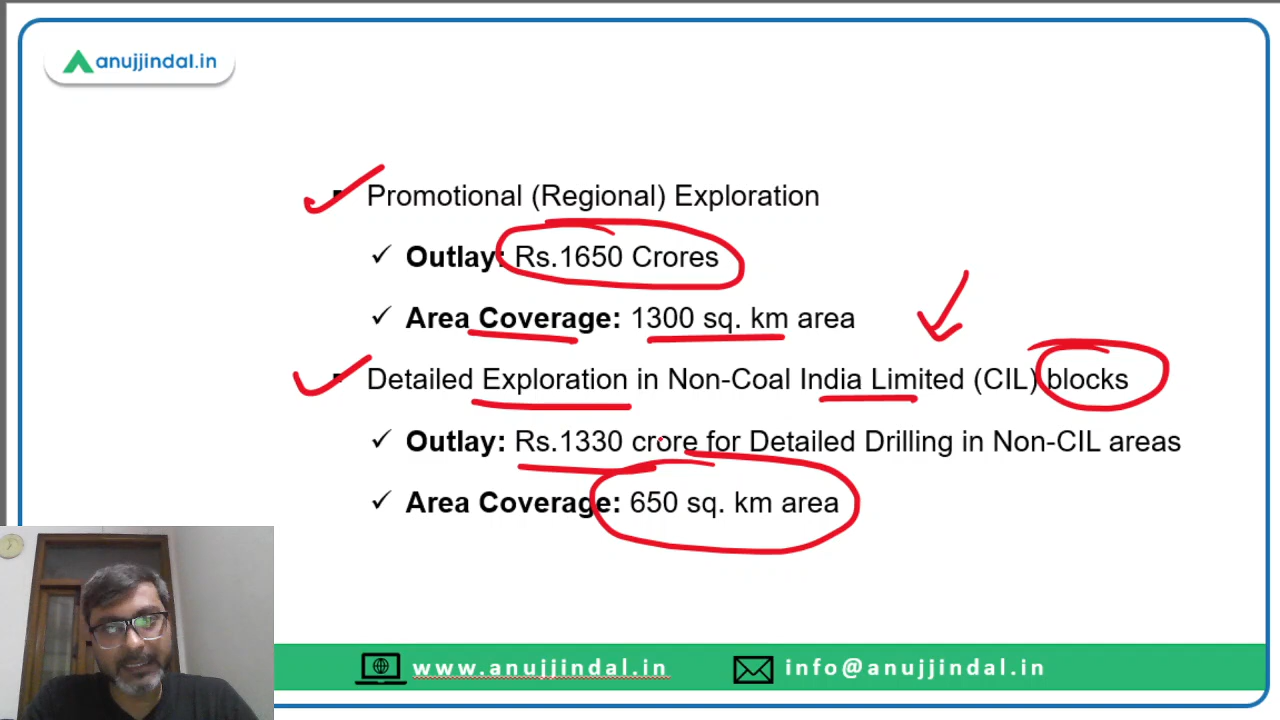 anujjindal.in
Promotional (Regional) Exploration
✓ Outlay: Rs.1650 Crores
✓ Area Coverage: 1300 sq. km area
Detailed Exploration in Non-Coal India Limited (CIL) blocks
✓ Outlay: Rs.1330 crore for Detailed Drilling in Non-CIL areas
✓ Area Coverage: 650 sq. km area
www.anujjindal.in info@anujjindal.in